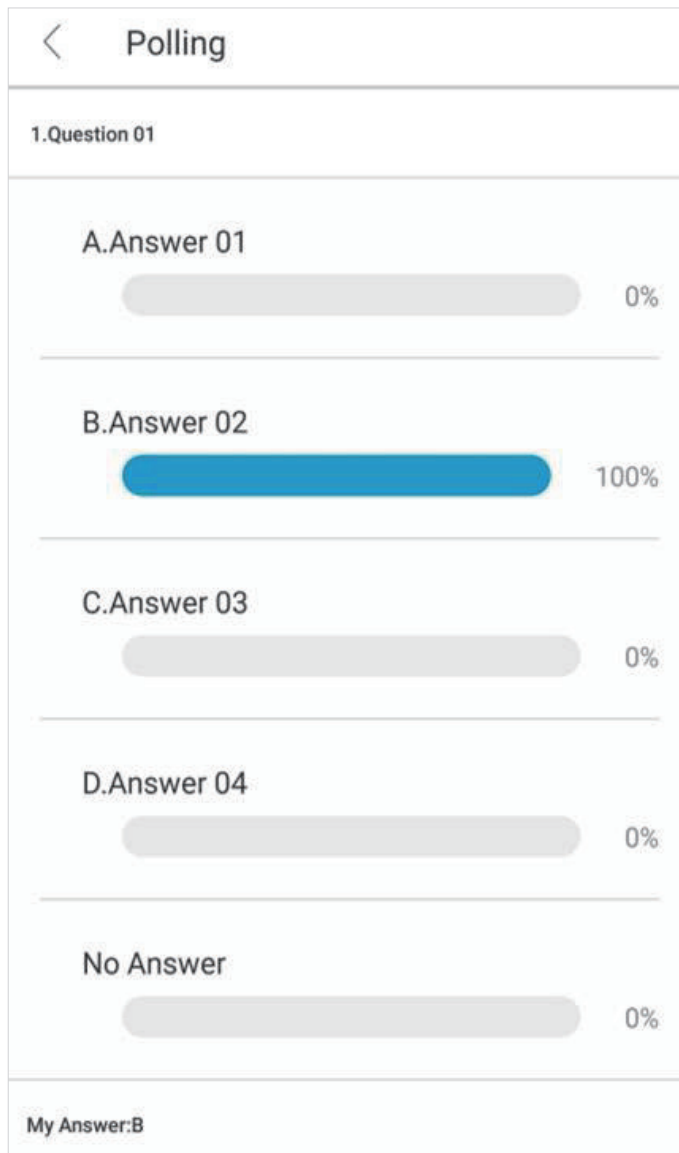 Polling
1.Question 01
A.Answer 01
0%
B.Answer 02
100%
C.Answer 03
0%
D.Answer 04
0%
No Answer
0%
My Answer:B